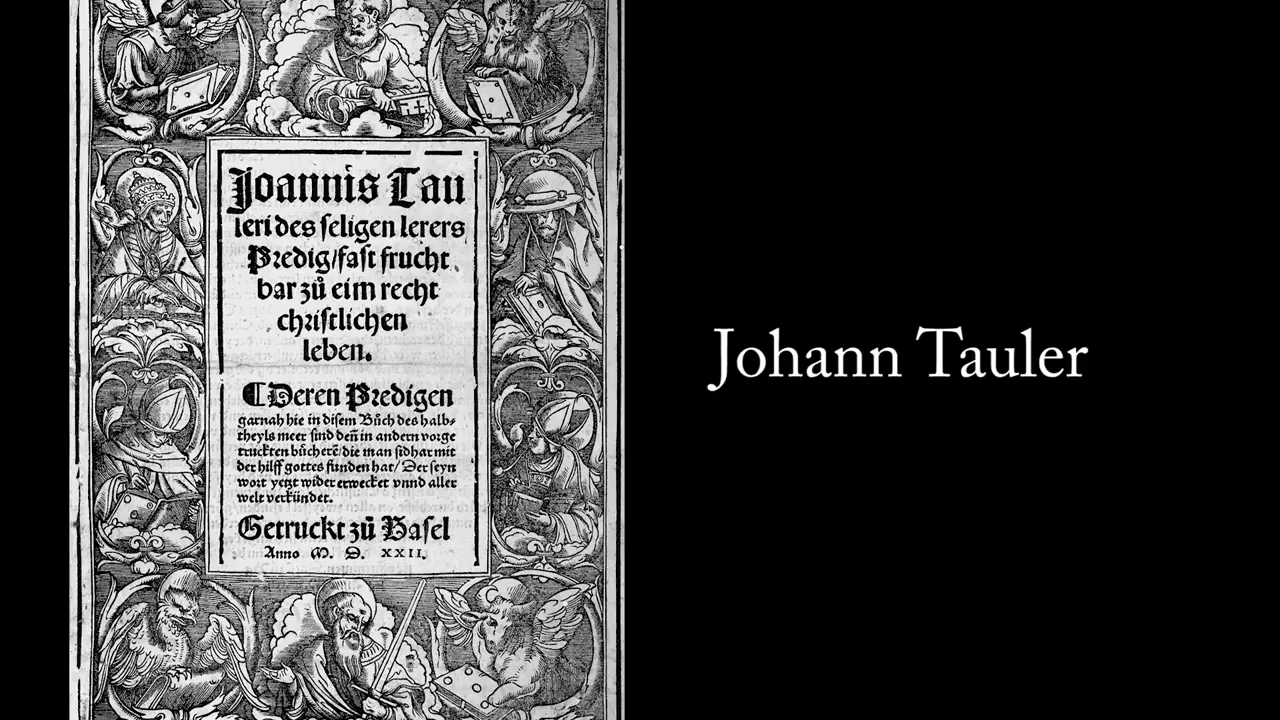 Joannis Tau
leri des seligen lerers
Predig/fast frucht
bar zů eim recht
christlichen
leben.
Deren Predigen
garnah hie in disem Bůch des halb-
theyls meer sind deñ in andern vorge
truckten bůcherẽ/die man sidhar mit
der hilff gottes funden hat/Der seyn
wort yetzt wider erwecket vnnd aller
welt verkündet.
Getruckt zů Basel
Anno M. D. XXII.
Johann Tauler